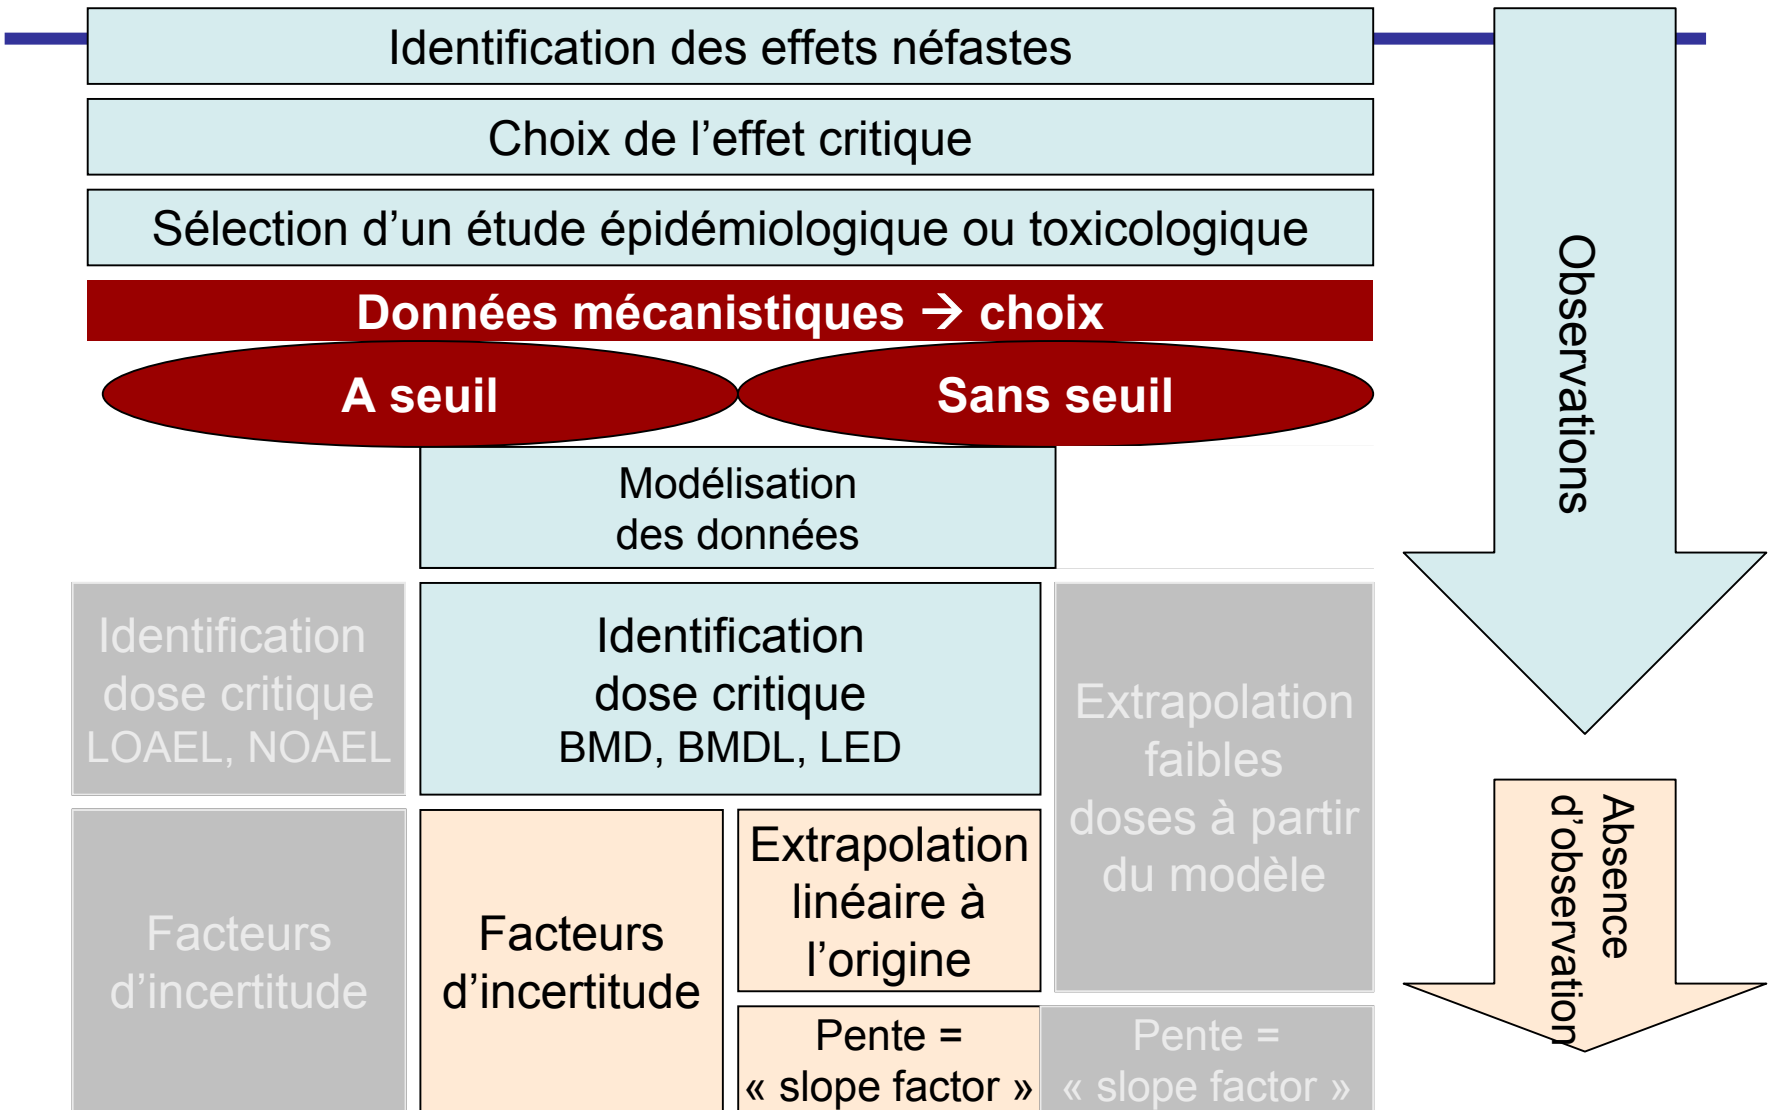 Identification des effets néfastes
Choix de l’effet critique
Sélection d’un étude épidémiologique ou toxicologique
Données mécanistiques → choix
A seuil
Sans seuil
Modélisation
des données
Identification
dose critique
LOAEL, NOAEL
Identification
dose critique
BMD, BMDL, LED
Extrapolation
faibles
doses à partir
du modèle
Facteurs
d’incertitude
Facteurs
d’incertitude
Extrapolation
linéaire à
l’origine
Pente =
« slope factor »
Pente =
« slope factor »
Observations
Absence
d’observation